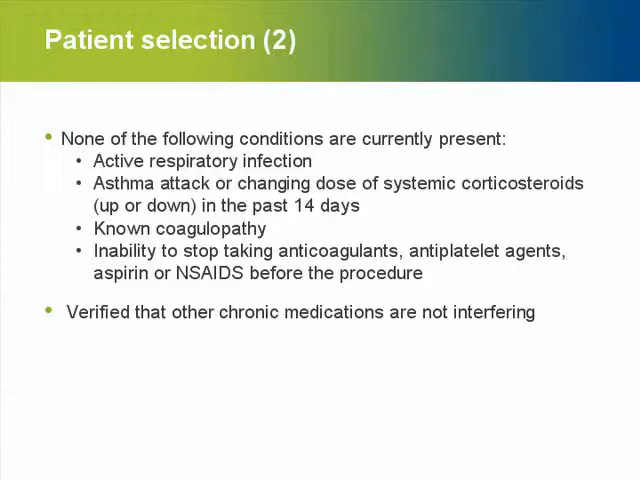 Patient selection (2)
• None of the following conditions are currently present:
• Active respiratory infection
• Asthma attack or changing dose of systemic corticosteroids
(up or down) in the past 14 days
• Known coagulopathy
• Inability to stop taking anticoagulants, antiplatelet agents,
aspirin or NSAIDS before the procedure
• Verified that other chronic medications are not interfering